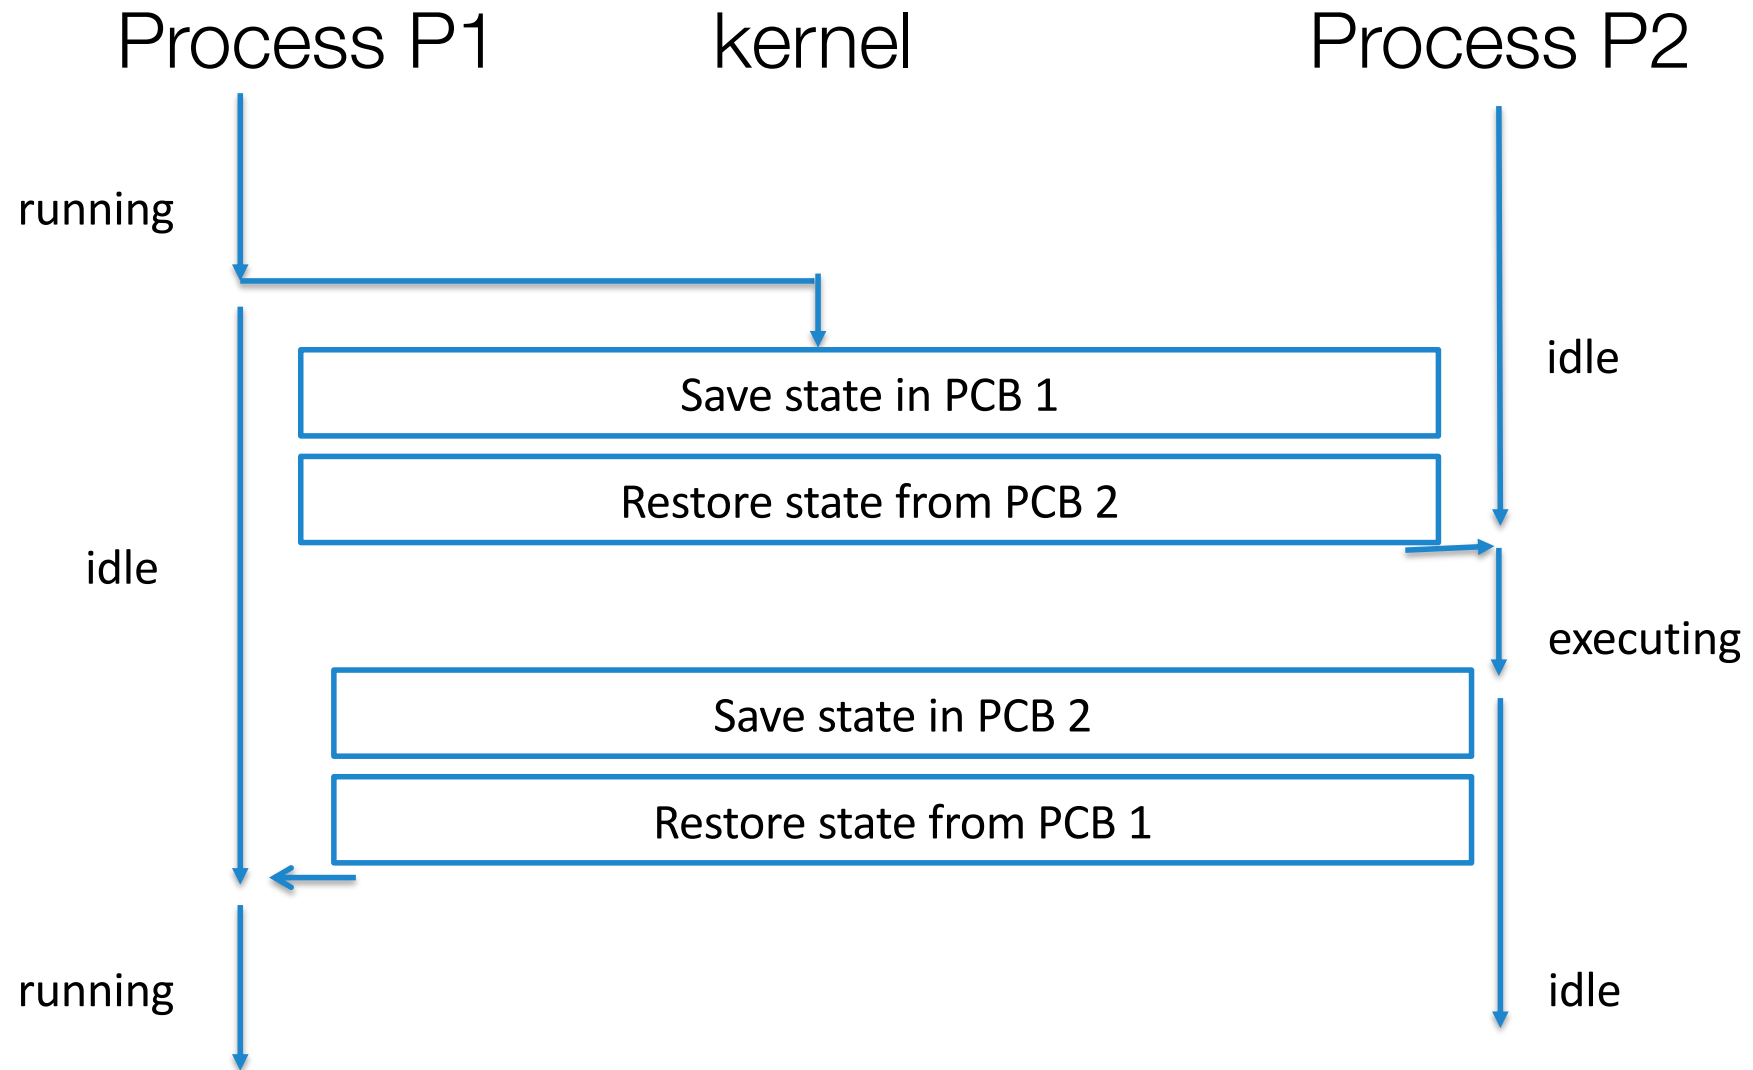 Process P1
kernel
Process P2
running
idle
Save state in PCB 1
Restore state from PCB 2
idle
executing
Save state in PCB 2
Restore state from PCB 1
running
idle